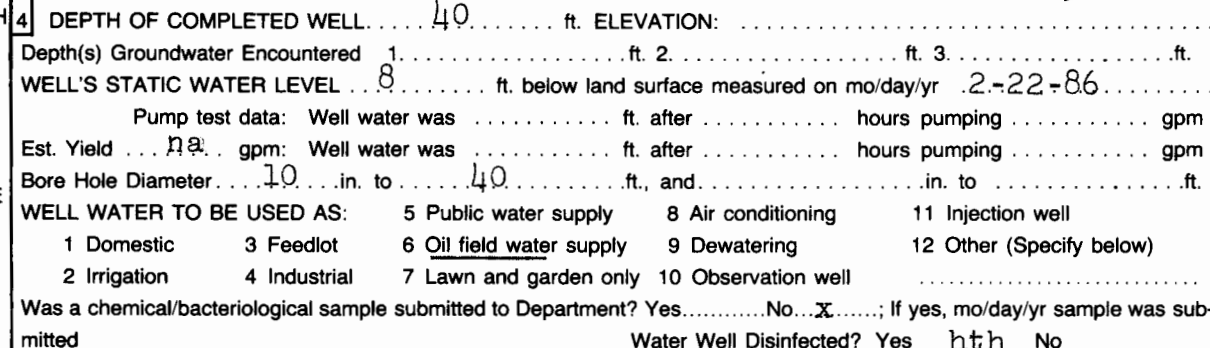 4 DEPTH OF COMPLETED WELL.....40......... ft. ELEVATION: ....................................
Depth(s) Groundwater Encountered 1.........................ft. 2.........................ft. 3.........................ft.
WELL'S STATIC WATER LEVEL ...8........ ft. below land surface measured on mo/day/yr .2-22-86.........
Pump test data: Well water was ............ ft. after ............ hours pumping ............ gpm
Est. Yield ...na.. gpm: Well water was ............ ft. after ............ hours pumping ............ gpm
Bore Hole Diameter....10....in. to ......40...........ft., and.......................in. to ...................ft.
WELL WATER TO BE USED AS: 5 Public water supply 8 Air conditioning 11 Injection well
1 Domestic 3 Feedlot 6 Oil field water supply 9 Dewatering 12 Other (Specify below)
2 Irrigation 4 Industrial 7 Lawn and garden only 10 Observation well ............................
Was a chemical/bacteriological sample submitted to Department? Yes............No...X......; If yes, mo/day/yr sample was sub-
mitted Water Well Disinfected? Yes hth No